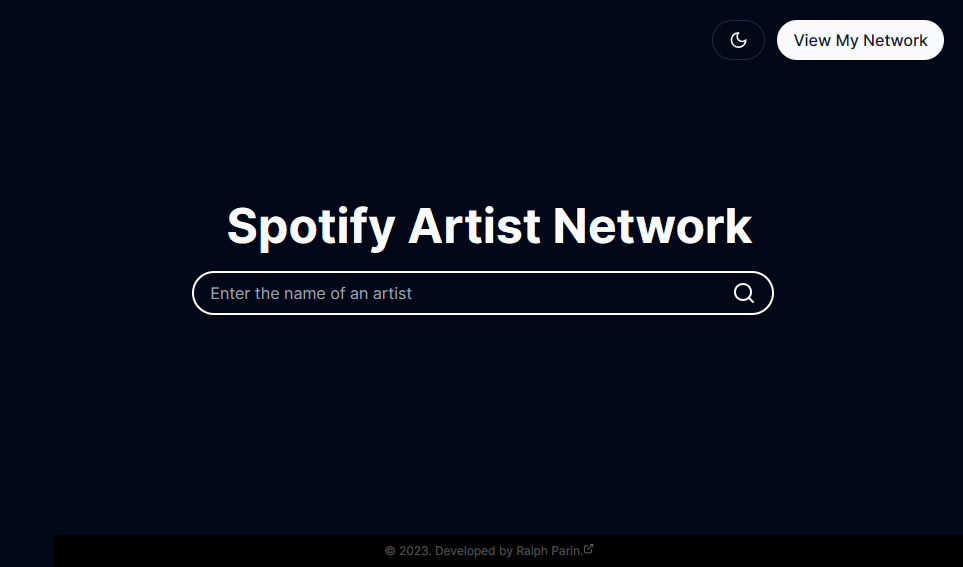 View My Network
Spotify Artist Network
Enter the name of an artist
© 2023. Developed by Ralph Parin.